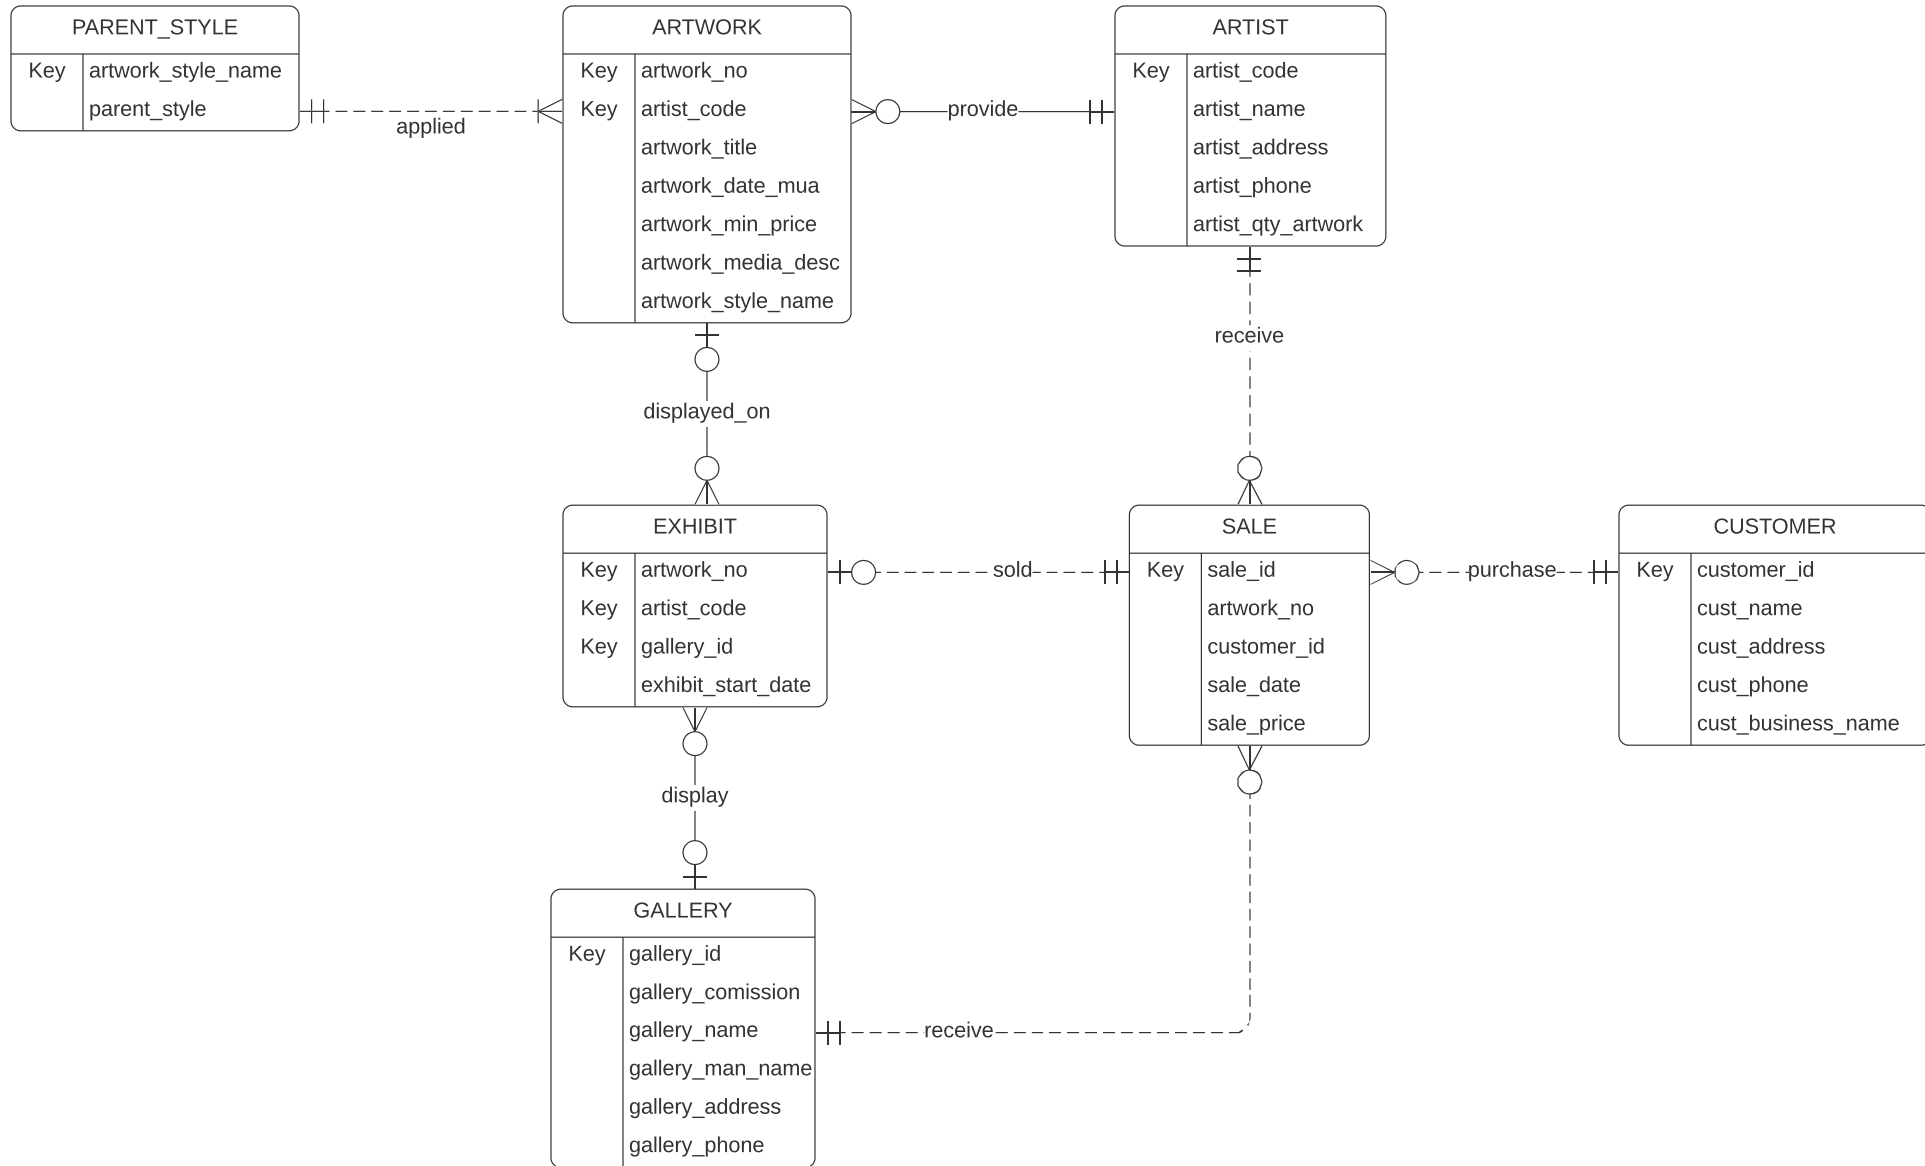 PARENT_STYLE
Key artwork_style_name
parent_style
applied
ARTWORK
Key artwork_no
Key artist_code
artwork_title
artwork_date_mua
artwork_min_price
artwork_media_desc
artwork_style_name
provide
ARTIST
Key artist_code
artist_name
artist_address
artist_phone
artist_qty_artwork
receive
displayed_on
EXHIBIT
Key artwork_no
Key artist_code
Key gallery_id
exhibit_start_date
sold
SALE
Key sale_id
artwork_no
customer_id
sale_date
sale_price
purchase
CUSTOMER
Key customer_id
cust_name
cust_address
cust_phone
cust_business_name
display
GALLERY
Key gallery_id
gallery_comission
gallery_name
gallery_man_name
gallery_address
gallery_phone
receive